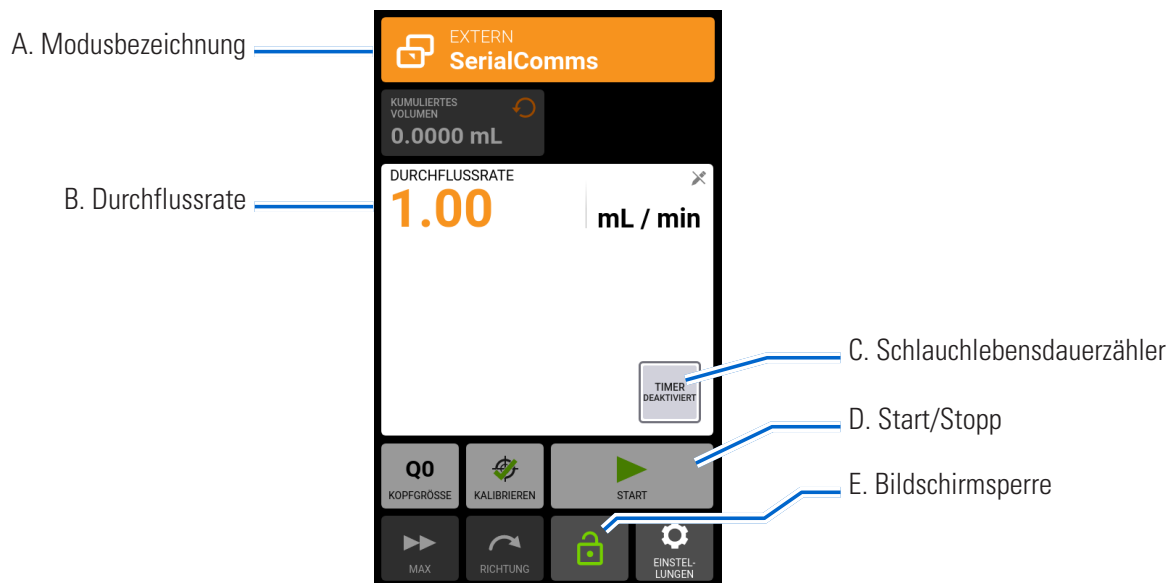 A. Modusbezeichnung
EXTERN
SerialComms
KUMULIERTES
VOLUMEN
0.0000 mL
B. Durchflussrate
DURCHFLUSSRATE
1.00
mL / min
C. Schlauchlebensdauerzähler
TIMER
DEAKTIVIERT
D. Start/Stopp
Q0
KOPFGRÖSSE
KALIBRIEREN
START
E. Bildschirmsperre
MAX
RICHTUNG
EINSTEL-
LUNGEN